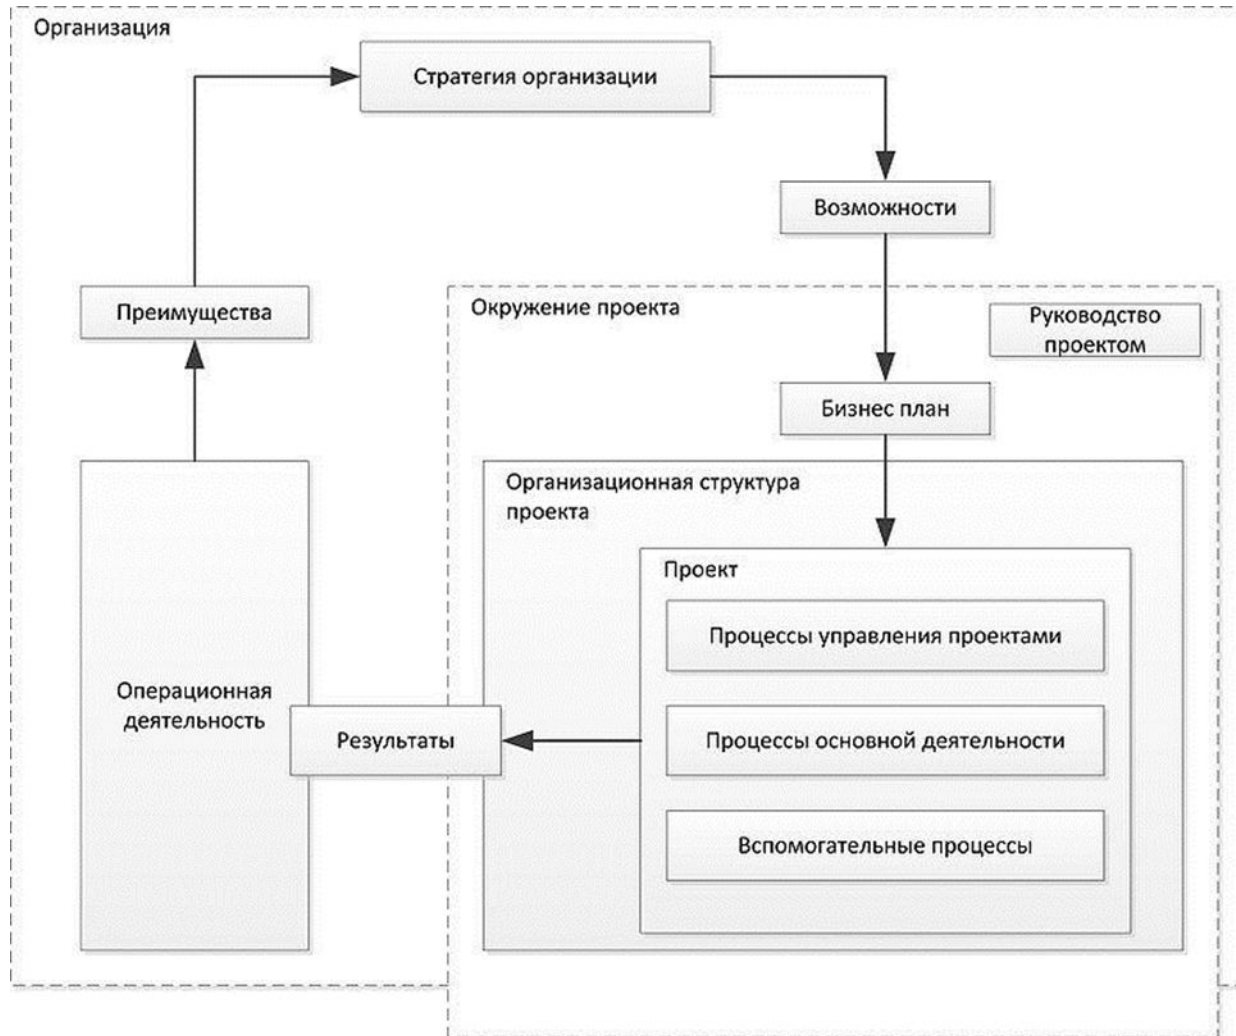 Организация
Стратегия организации
Возможности
Преимущества
Окружение проекта
Руководство
проектом
Бизнес план
Организационная структура
проекта
Проект
Процессы управления проектами
Операционная
деятельность
Результаты
Процессы основной деятельности
Вспомогательные процессы